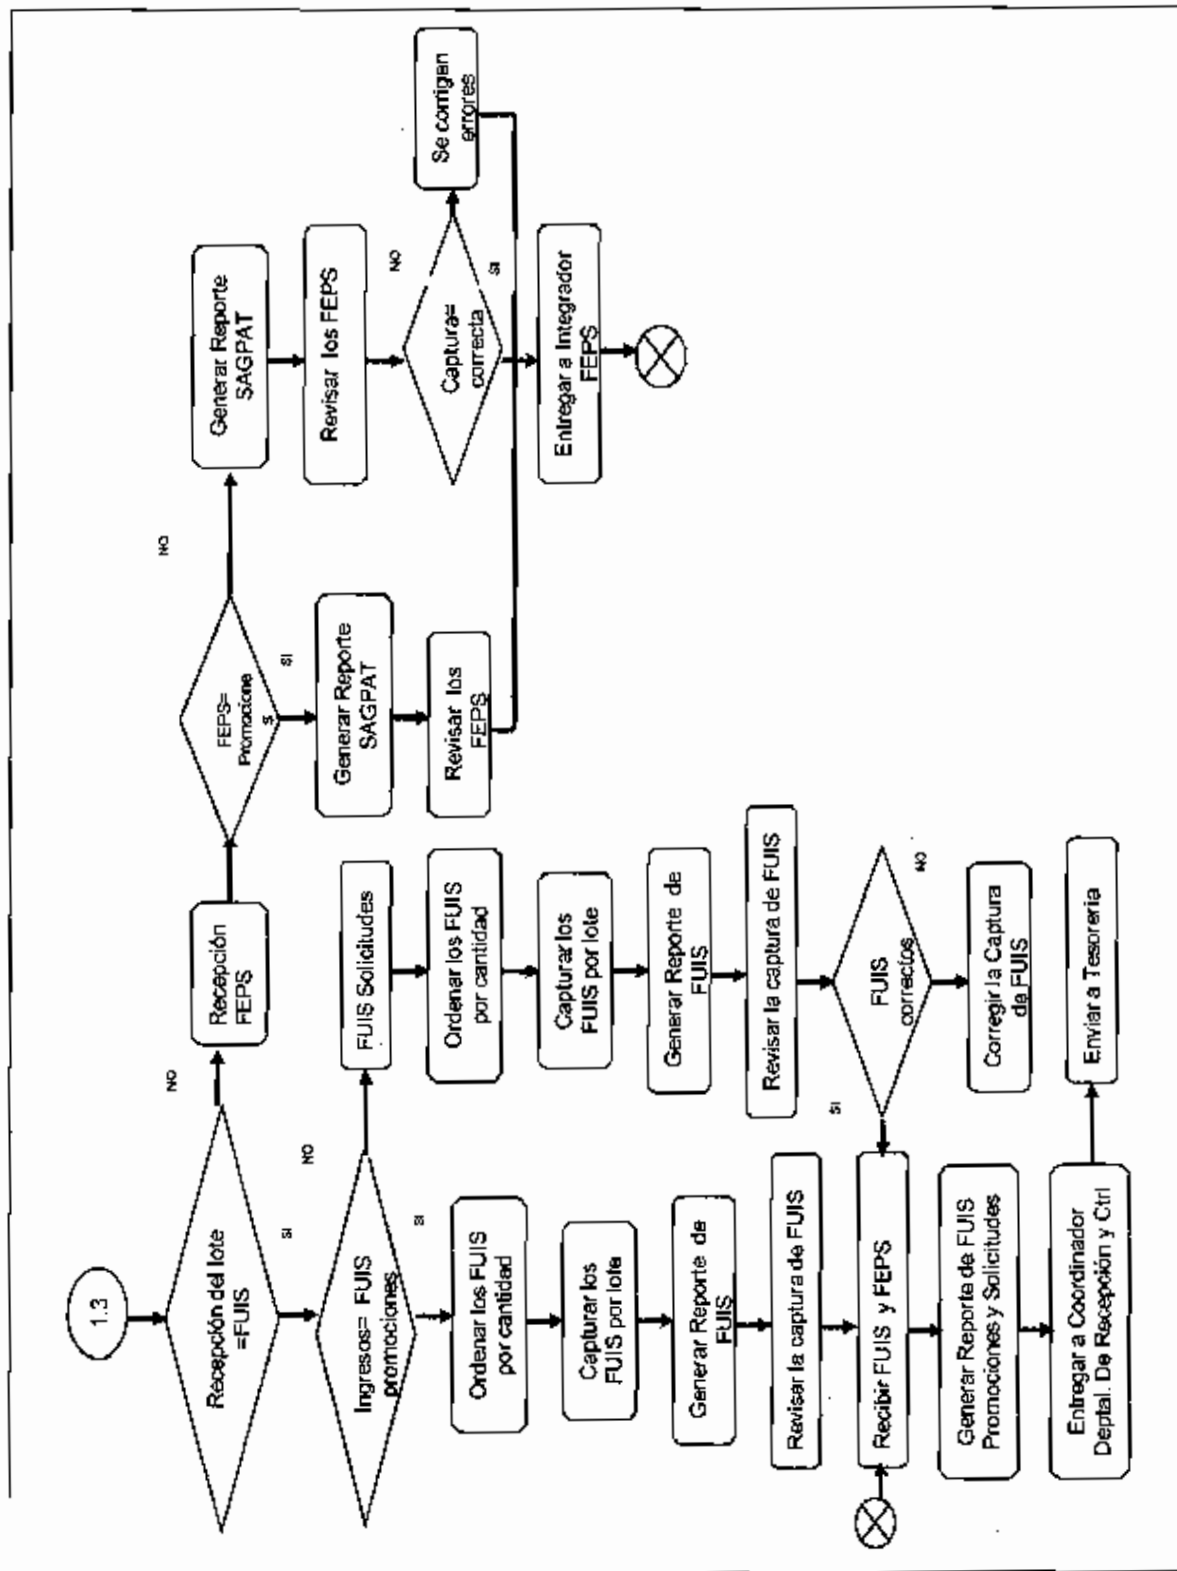 1.3
Recepción del lote
=FUIS
NO
SI
Recepción
FEPS
FEPS=
Promocione
s
NO
SI
Generar Reporte
SAGPAT
Revisar los FEPS
Captura=
correcta
NO
SI
Se corrigan
errores
Entregar a Integrador
FEPS
Generar Reporte
SAGPAT
Revisar los
FEPS
Ingresos= FUIS
promociones
NO
SI
FUIS Solicitudes
Ordenar los FUIS
por cantidad
Capturar los
FUIS por lote
Generar Reporte de
FUIS
Revisar la captura de FUIS
FUIS
correctos
SI
NO
Corregir la Captura
de FUIS
Ordenar los FUIS
por cantidad
Capturar los
FUIS por lote
Generar Reporte de
FUIS
Revisar la captura de FUIS
Recibir FUIS y FEPS
Generar Reporte de FUIS
Promociones y Solicitudes
Entregar a Coordinador
Deptal. De Recepción y Ctrl
Enviar a Tesorería